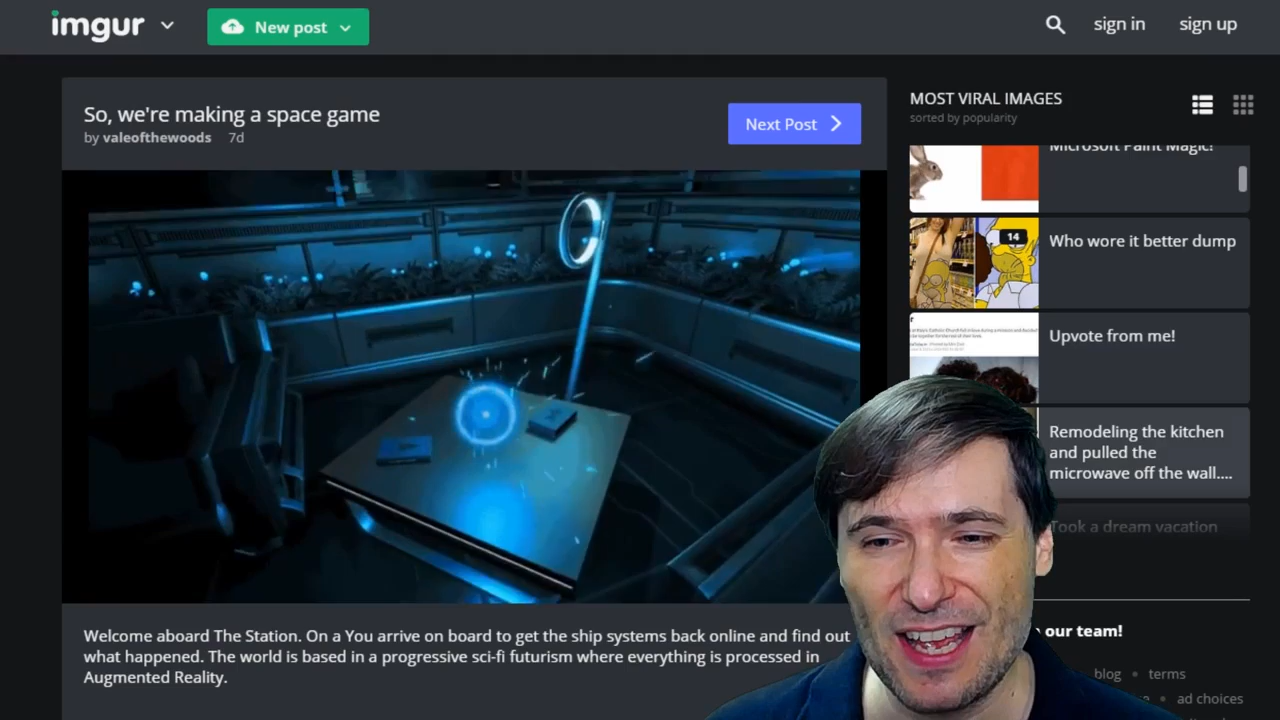 imgur
New post
sign in
sign up
So, we're making a space game
by valeofthewoods 7d
Next Post
MOST VIRAL IMAGES
sorted by popularity
Microsoft Paint Magic!
14
Who wore it better dump
Upvote from me!
Remodeling the kitchen
and pulled the
microwave off the wall....
Took a dream vacation
Welcome aboard The Station. On a You arrive on board to get the ship systems back online and find out
what happened. The world is based in a progressive sci-fi futurism where everything is processed in
Augmented Reality.
our team!
blog • terms
• ad choices